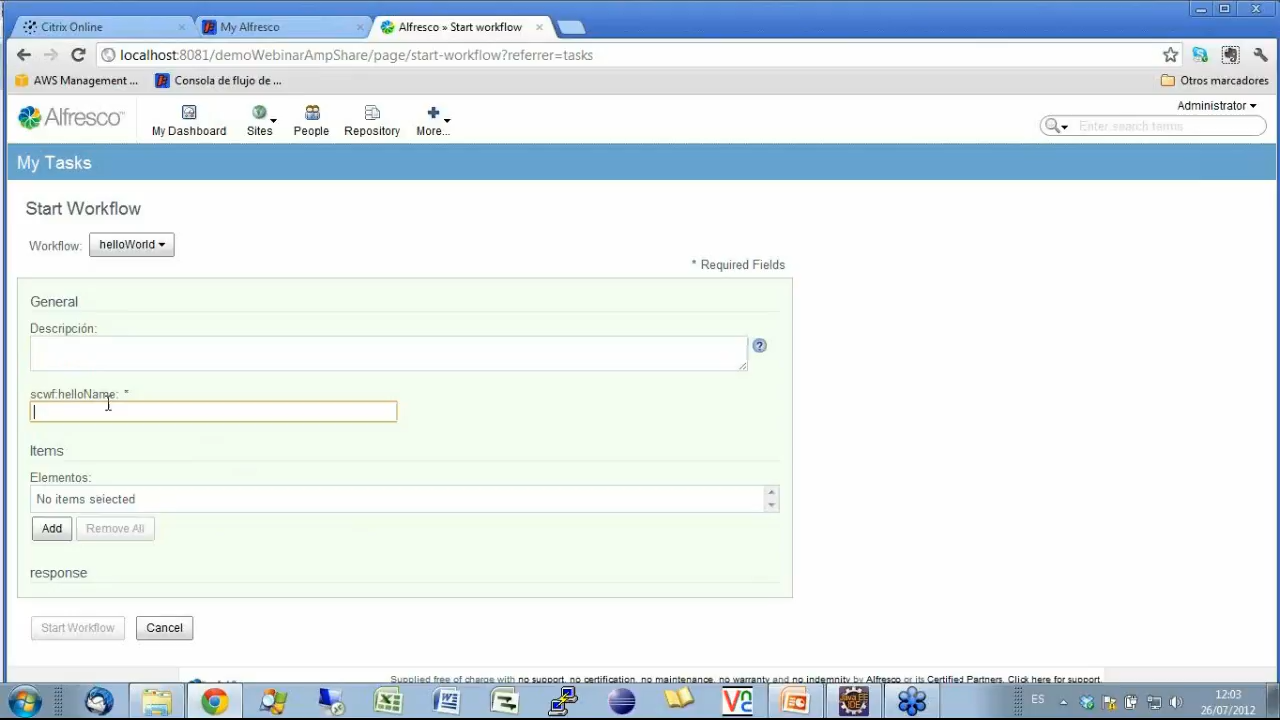 Citrix Online
My Alfresco
Alfresco » Start workflow
localhost:8081/demoWebinarAmpShare/page/start-workflow?referrer=tasks
AWS Management ...
Consola de flujo de ...
Otros marcadores
Alfresco
My Dashboard
Sites
People
Repository
More...
Administrator
Enter search terms
My Tasks
Start Workflow
Workflow: helloWorld
* Required Fields
General
Descripción:
scwf:helloName: *
Items
Elementos:
No items selected
Add
Remove All
response
Start Workflow
Cancel
Supplied free of charge with no support, no certification, no maintenance, no warranty and no indemnity by Alfresco or its Certified Partners. Click here for support.
ES
12:03
26/07/2012